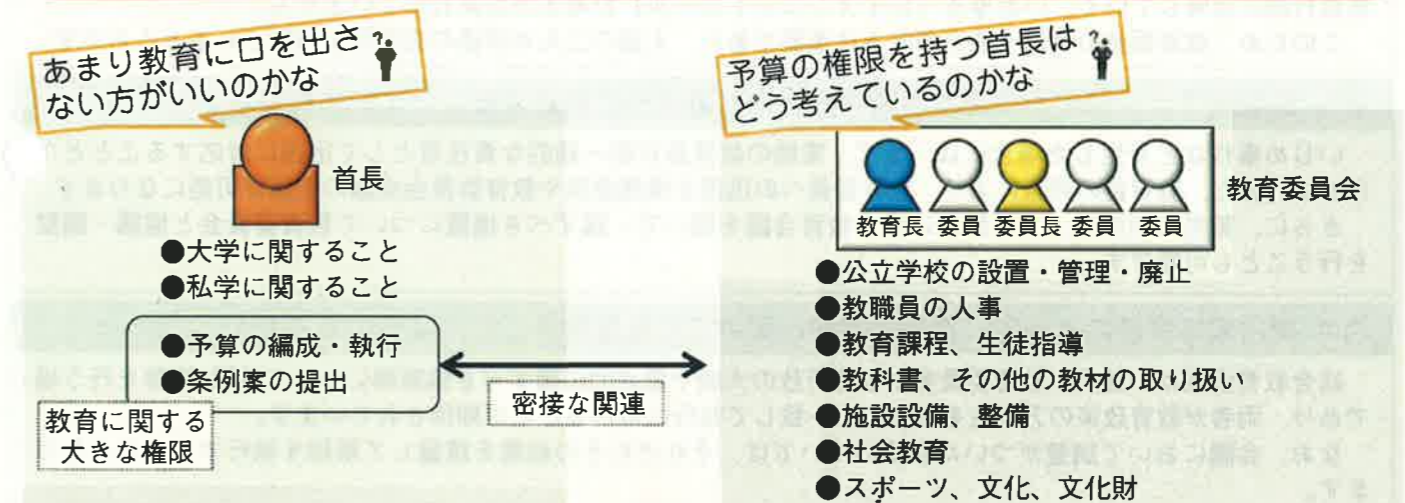 あまり教育に口を出さ
ない方がいいのかな
首長
●大学に関すること
●私学に関すること
●予算の編成・執行
●条例案の提出
教育に関する
大きな権限
密接な関連
予算の権限を持つ首長は
どう考えているのかな
教育長 委員 委員長 委員 委員
教育委員会
●公立学校の設置・管理・廃止
●教職員の人事
●教育課程、生徒指導
●教科書、その他の教材の取り扱い
●施設設備、整備
●社会教育
●スポーツ、文化、文化財